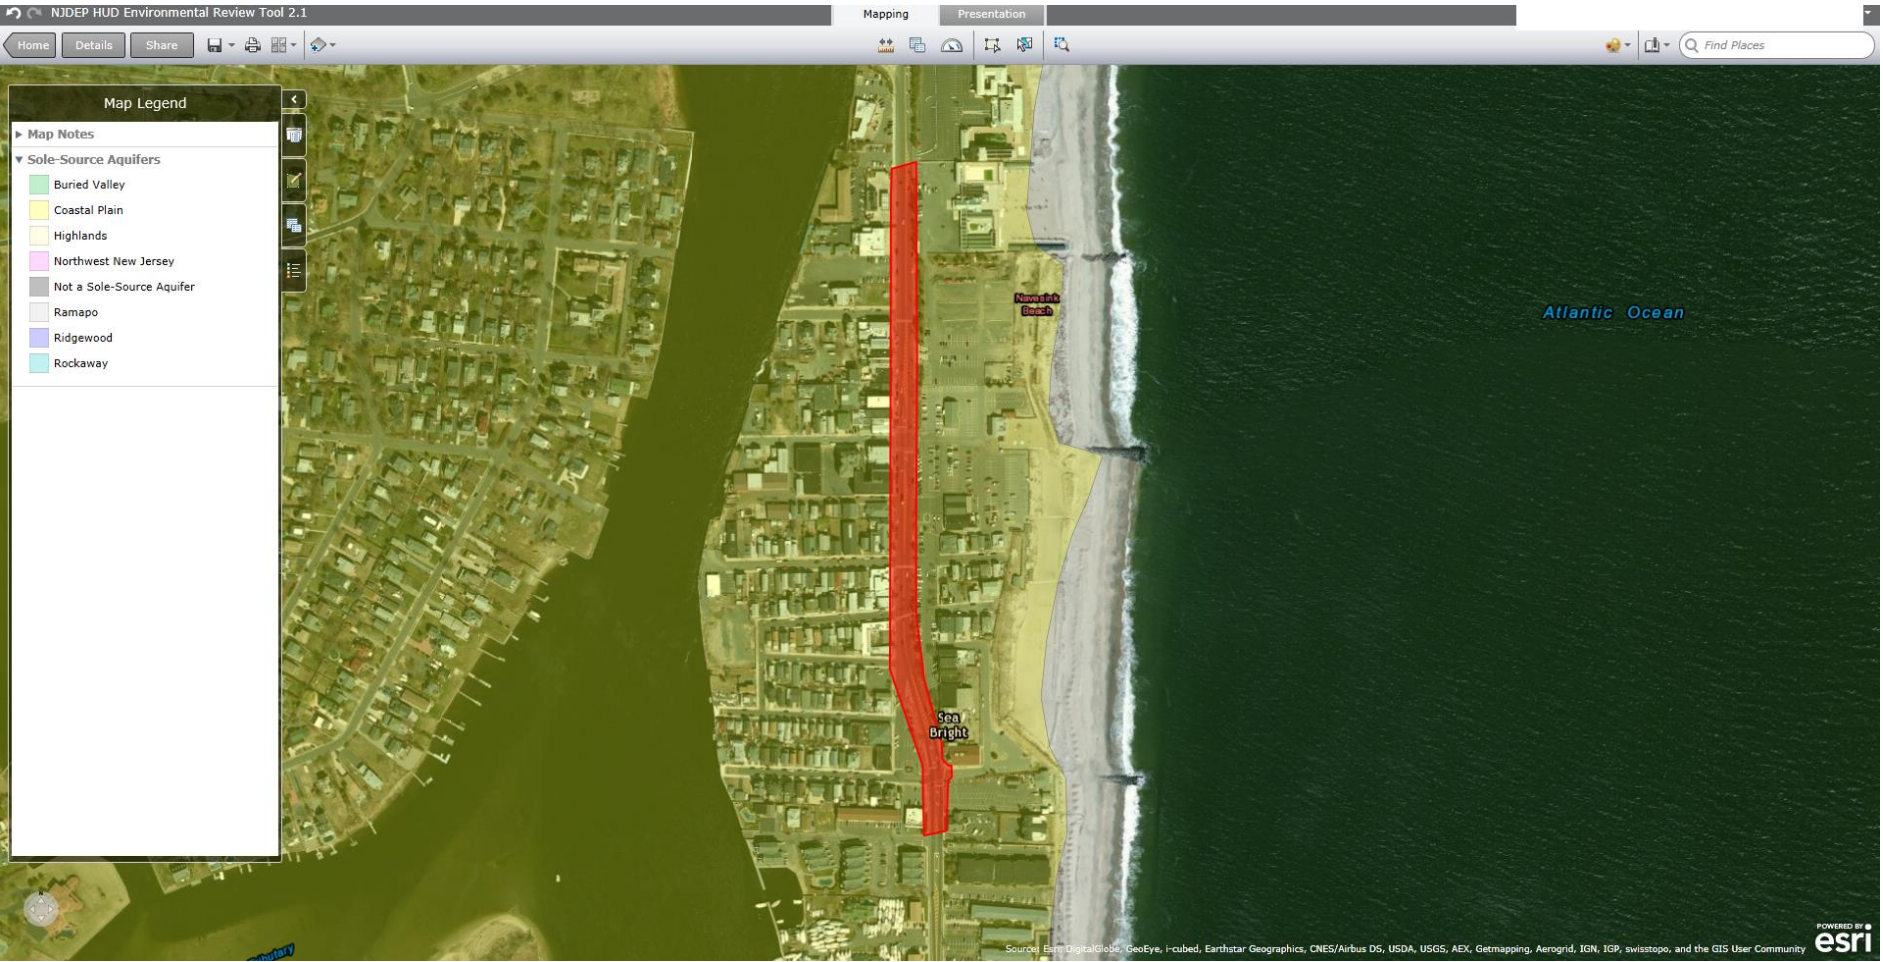 NJDEP HUD Environmental Review Tool 2.1
Mapping
Presentation
Home
Details
Share
Find Places
Map Legend
Map Notes
Sole-Source Aquifers
Buried Valley
Coastal Plain
Highlands
Northwest New Jersey
Not a Sole-Source Aquifer
Ramapo
Ridgewood
Rockaway
Navesink
Beach
Atlantic Ocean
Sea
Bright
N
Source: Esri, DigitalGlobe, GeoEye, i-cubed, Earthstar Geographics, CNES/Airbus DS, USDA, USGS, AEX, Getmapping, Aerogrid, IGN, IGP, swisstopo, and the GIS User Community
POWERED BY
esri